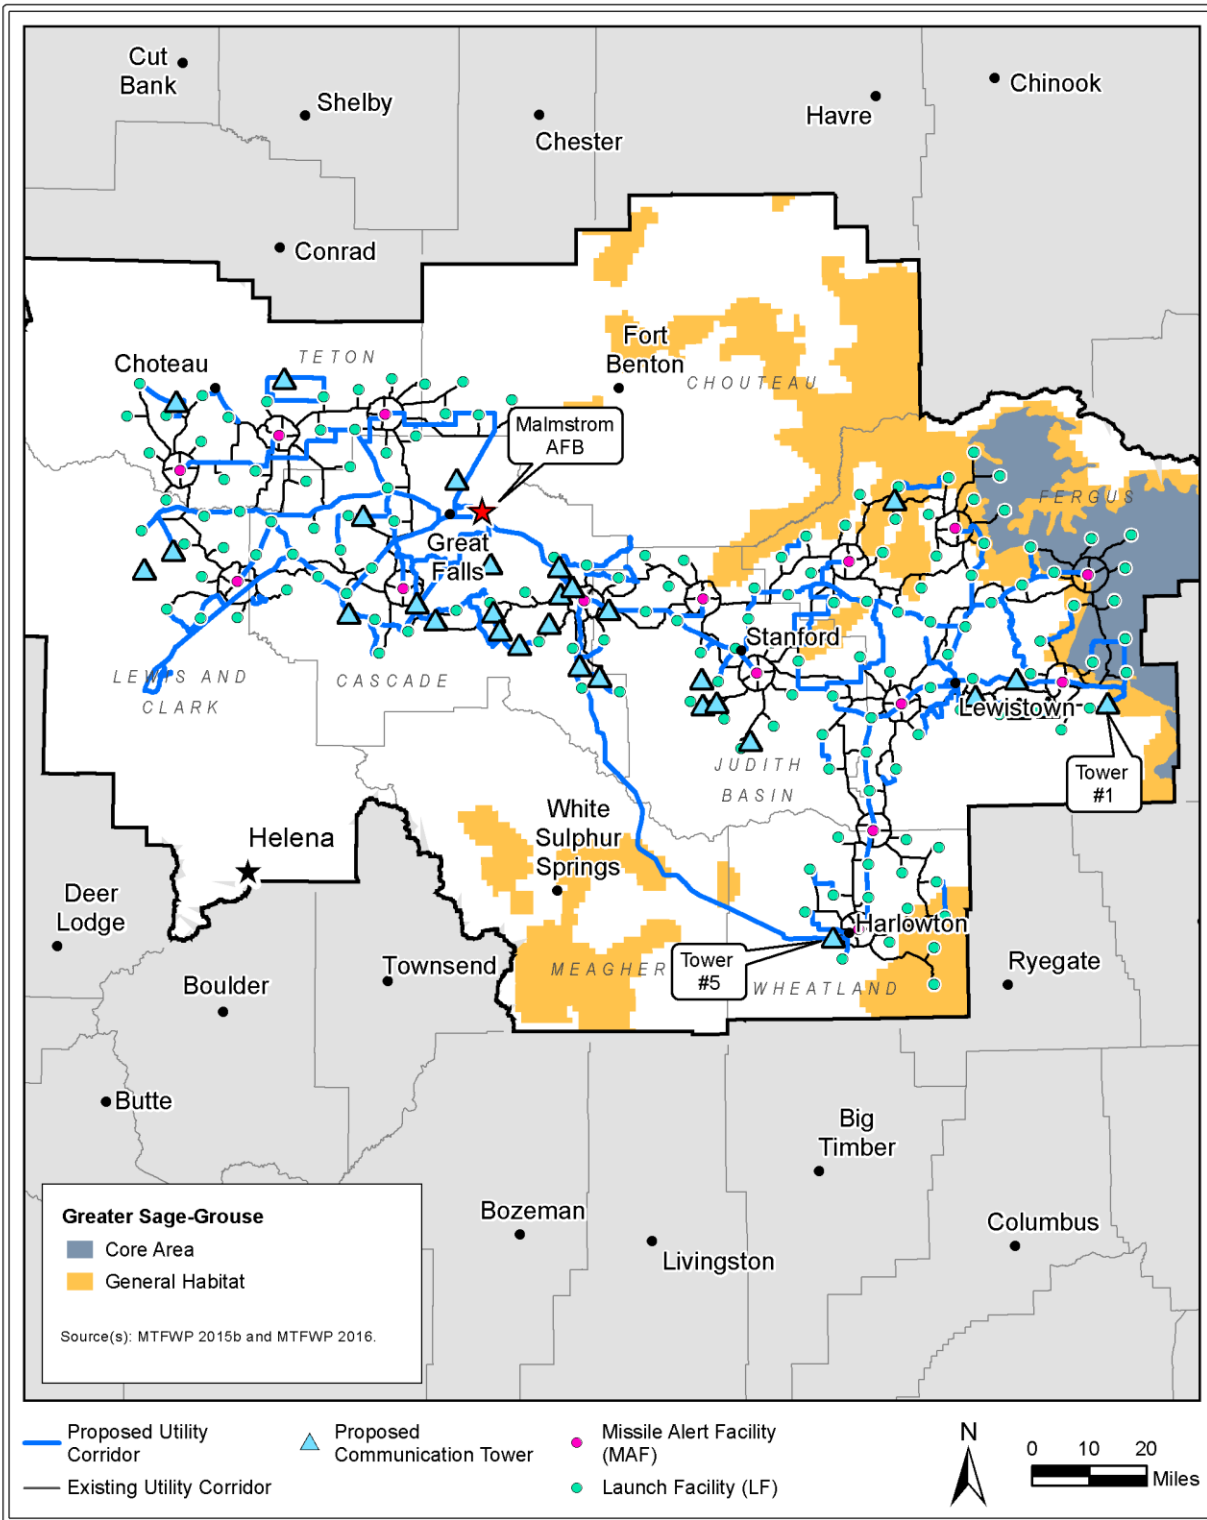 Cut
Bank
Shelby
Chester
Havre
Chinook
Conrad
Fort
Benton
Choteau
TETON
CHOUTEAU
Malmstrom
AFB
FERGUS
Great
Falls
Stanford
LEWIS AND
CLARK
CASCADE
Lewistown
JUDITH
BASIN
Tower
#1
White
Sulphur
Springs
Helena
Deer
Lodge
Harlowton
Townsend
MEAGHER
Tower
#5
WHEATLAND
Ryegate
Boulder
Butte
Big
Timber
Bozeman
Livingston
Columbus
Greater Sage-Grouse
Core Area
General Habitat
Source(s): MTFWP 2015b and MTFWP 2016.
Proposed Utility
Corridor
Existing Utility Corridor
Proposed
Communication Tower
Missile Alert Facility
(MAF)
Launch Facility (LF)
N
0 10 20
Miles